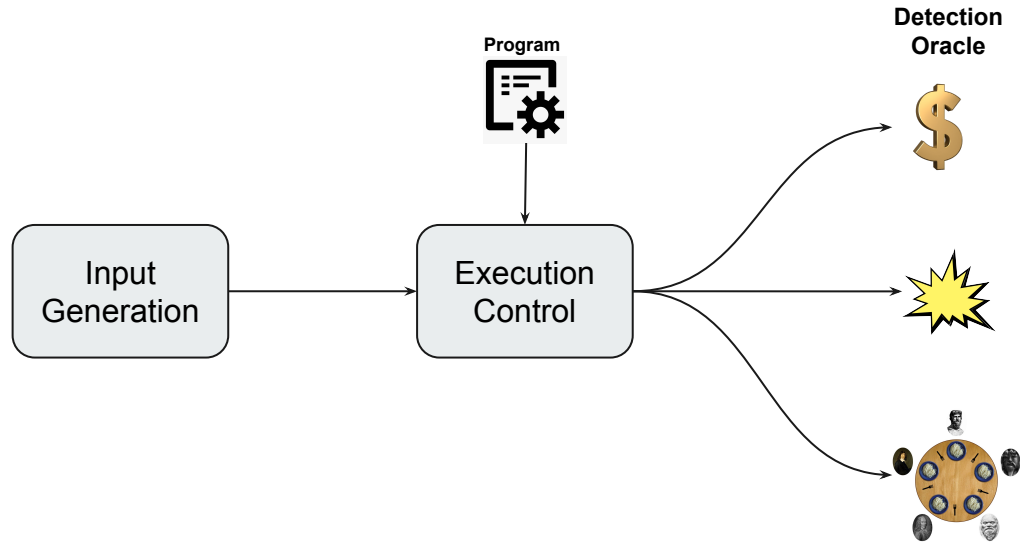 Detection
Oracle
Program
Input
Generation
Execution
Control